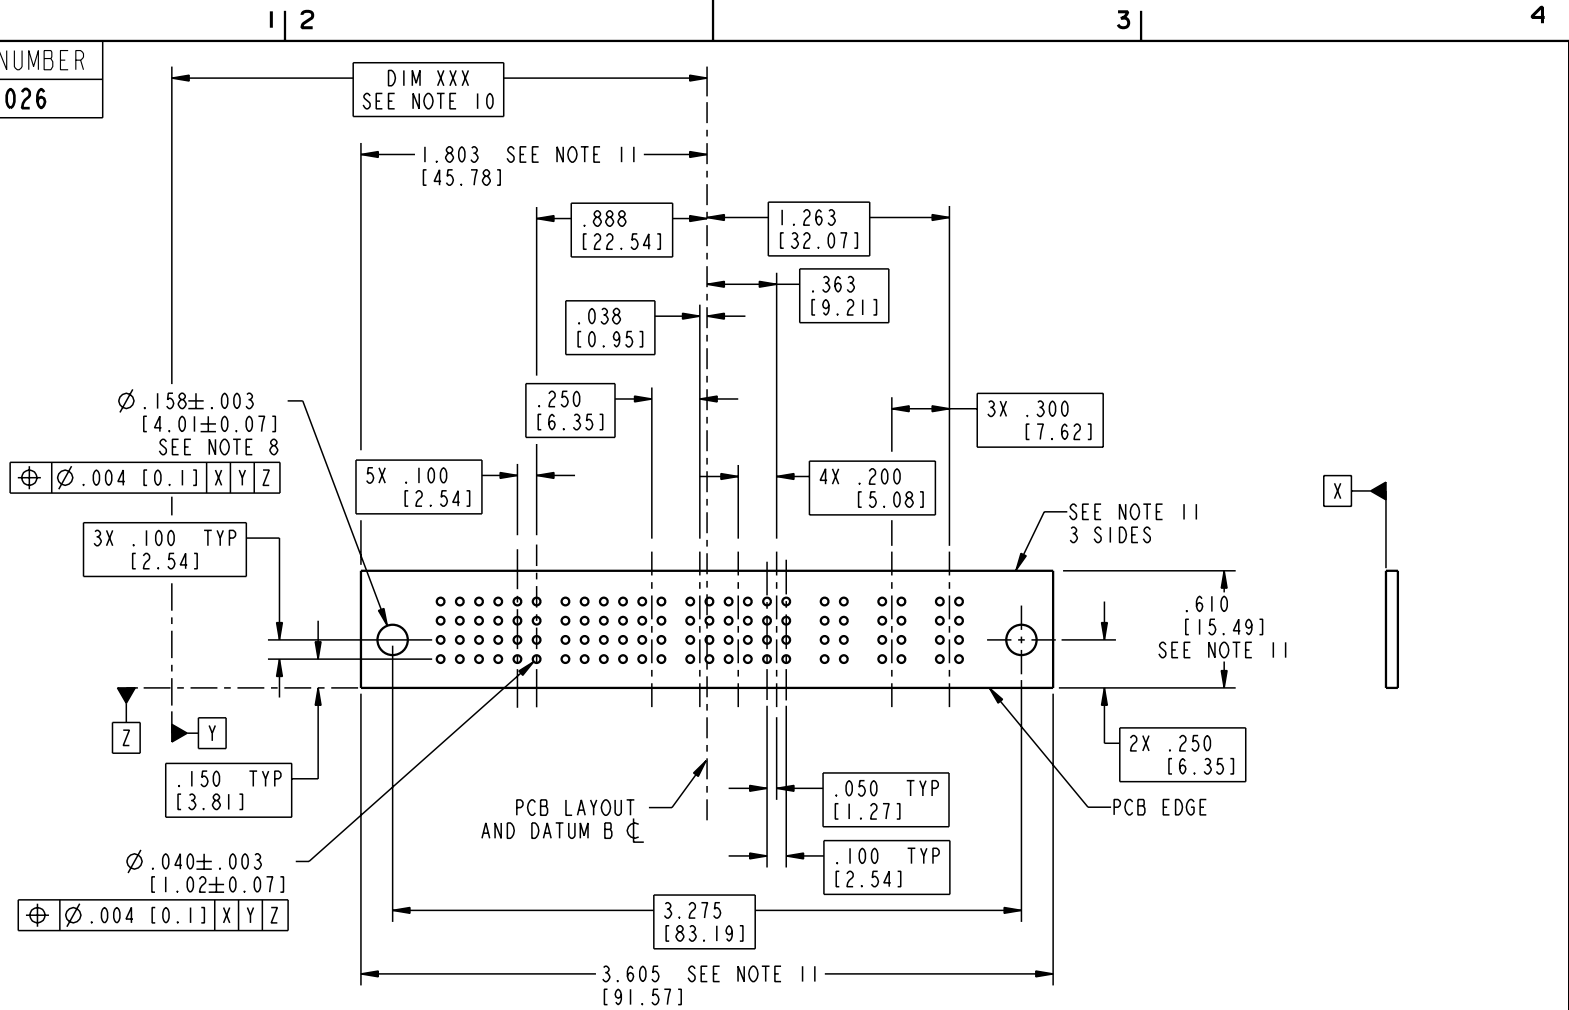 1 2 3 4
NUMBER
026
DIM XXX
SEE NOTE 10
1.803 SEE NOTE 11
[45.78]
.888
[22.54]
1.263
[32.07]
.363
[9.21]
.038
[0.95]
.250
[6.35]
3X .300
[7.62]
Ø.158±.003
[4.01±0.07]
SEE NOTE 8
⌖ Ø.004 [0.1] X Y Z
5X .100
[2.54]
4X .200
[5.08]
X
SEE NOTE 11
3 SIDES
3X .100 TYP
[2.54]
.610
[15.49]
SEE NOTE 11
Z
Y
.150 TYP
[3.81]
2X .250
[6.35]
PCB LAYOUT
AND DATUM B ℄
.050 TYP
[1.27]
PCB EDGE
Ø.040±.003
[1.02±0.07]
⌖ Ø.004 [0.1] X Y Z
.100 TYP
[2.54]
3.275
[83.19]
3.605 SEE NOTE 11
[91.57]